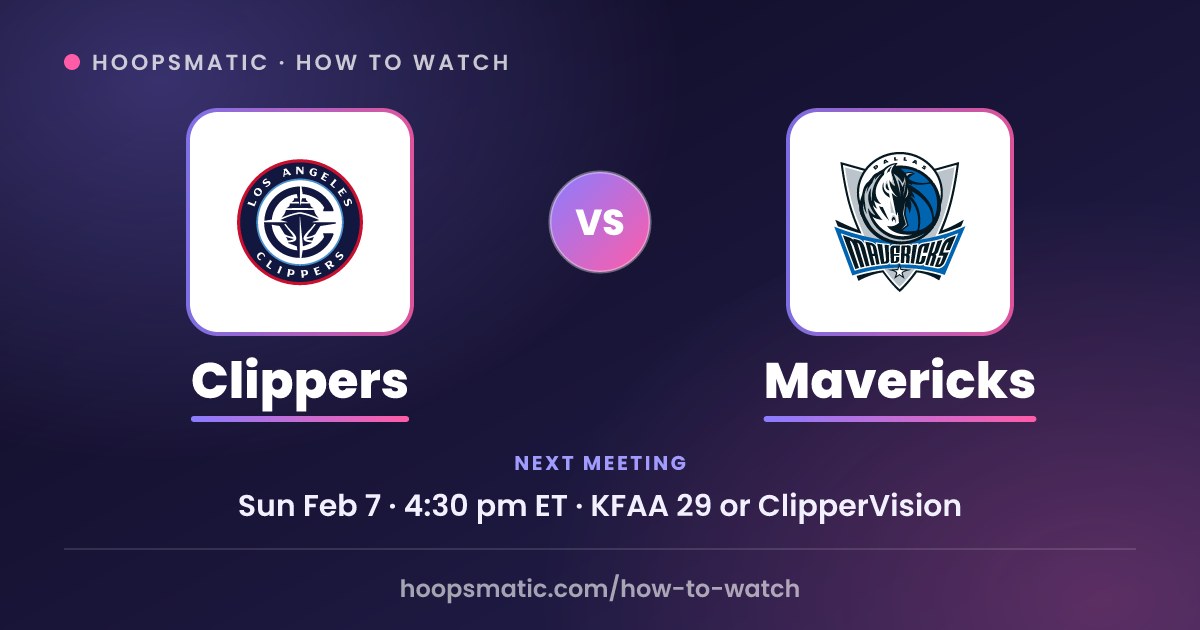 HOOPSMATIC · HOW TO WATCH
LOS ANGELES
CLIPPERS
VS
DALLAS
MAVERICKS
Clippers
Mavericks
NEXT MEETING
Sun Feb 7 · 4:30 pm ET · KFAA 29 or ClipperVision
hoopsmatic.com/how-to-watch